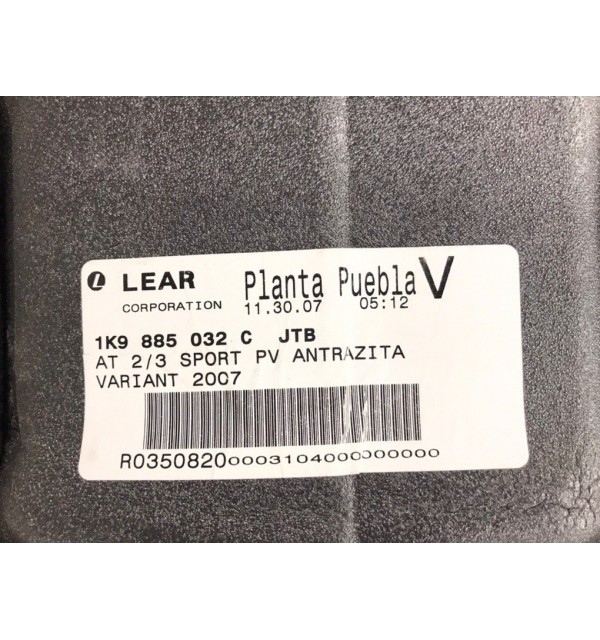 LEAR Planta Puebla V
CORPORATION 11.30.07 05:12
1K9 885 032 C JTB
AT 2/3 SPORT PV ANTRAZITA
VARIANT 2007
R03508200003104000000000